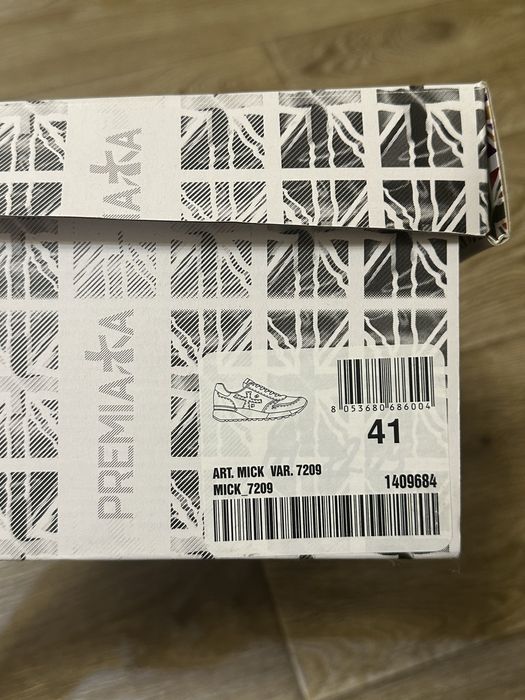 PREMIATA
PREMIATA
8 053680 686004
41
ART. MICK VAR. 7209
MICK_7209
1409684